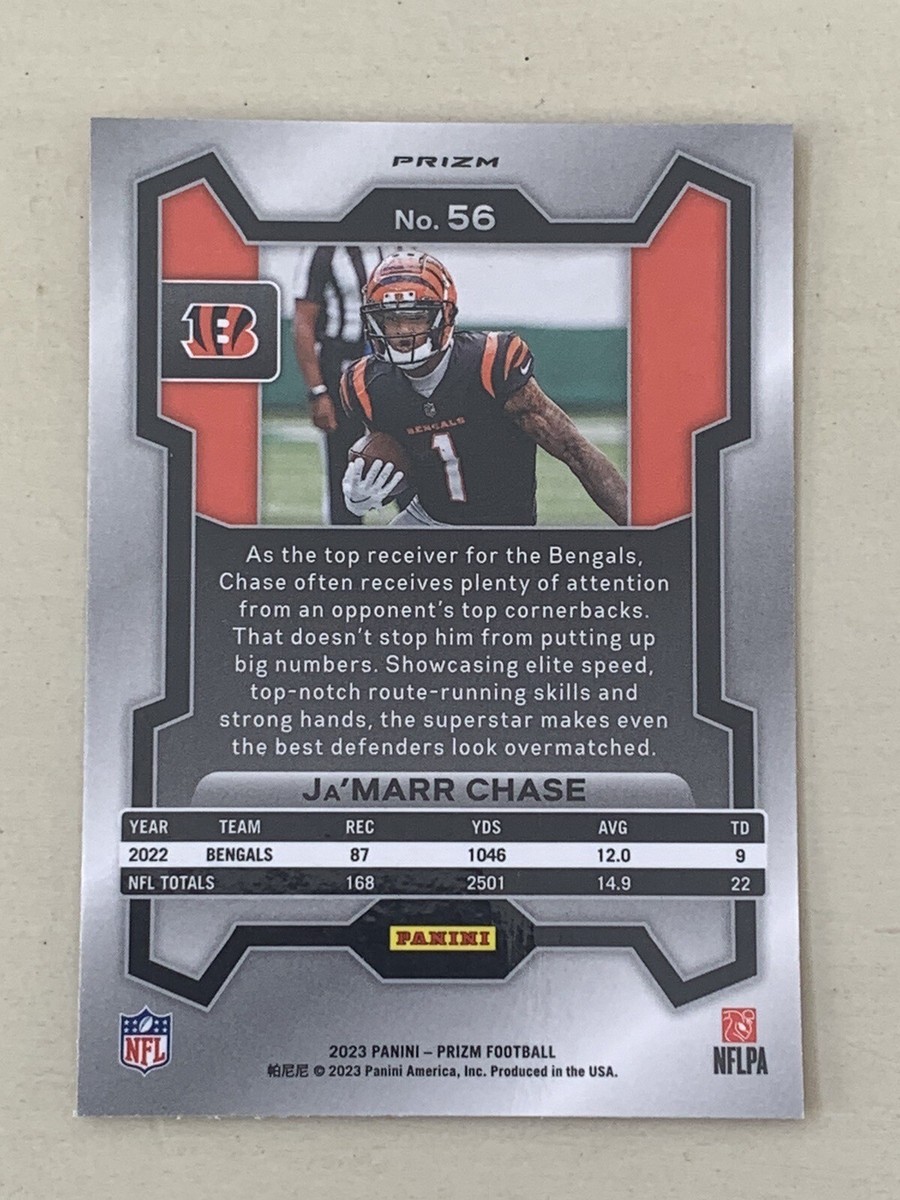 PRIZM
No. 56
B
BENGALS
1
As the top receiver for the Bengals,
Chase often receives plenty of attention
from an opponent's top cornerbacks.
That doesn't stop him from putting up
big numbers. Showcasing elite speed,
top-notch route-running skills and
strong hands, the superstar makes even
the best defenders look overmatched.
JA'MARR CHASE
YEAR TEAM REC YDS AVG TD
2022 BENGALS 87 1046 12.0 9
NFL TOTALS 168 2501 14.9 22
PANINI
NFL
NFLPA
2023 PANINI – PRIZM FOOTBALL
帕尼尼 © 2023 Panini America, Inc. Produced in the USA.